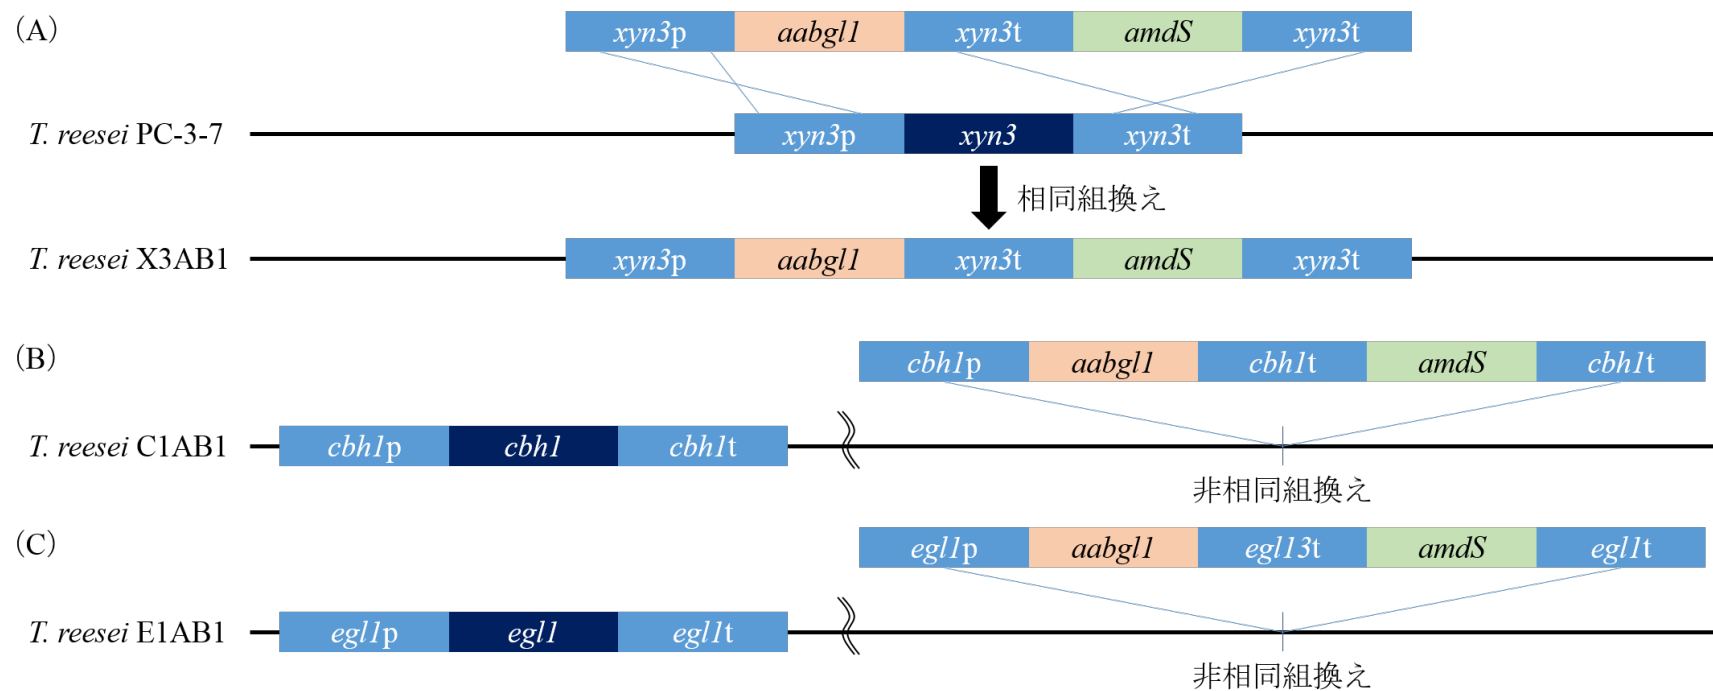 (A)
xyn3p aabgl1 xyn3t amdS xyn3t
T. reesei PC-3-7 xyn3p xyn3 xyn3t
相同組換え
T. reesei X3AB1 xyn3p aabgl1 xyn3t amdS xyn3t
(B)
cbh1p aabgl1 cbh1t amdS cbh1t
T. reesei C1AB1 cbh1p cbh1 cbh1t
非相同組換え
(C)
egl1p aabgl1 egl13t amdS egl1t
T. reesei E1AB1 egl1p egl1 egl1t
非相同組換え